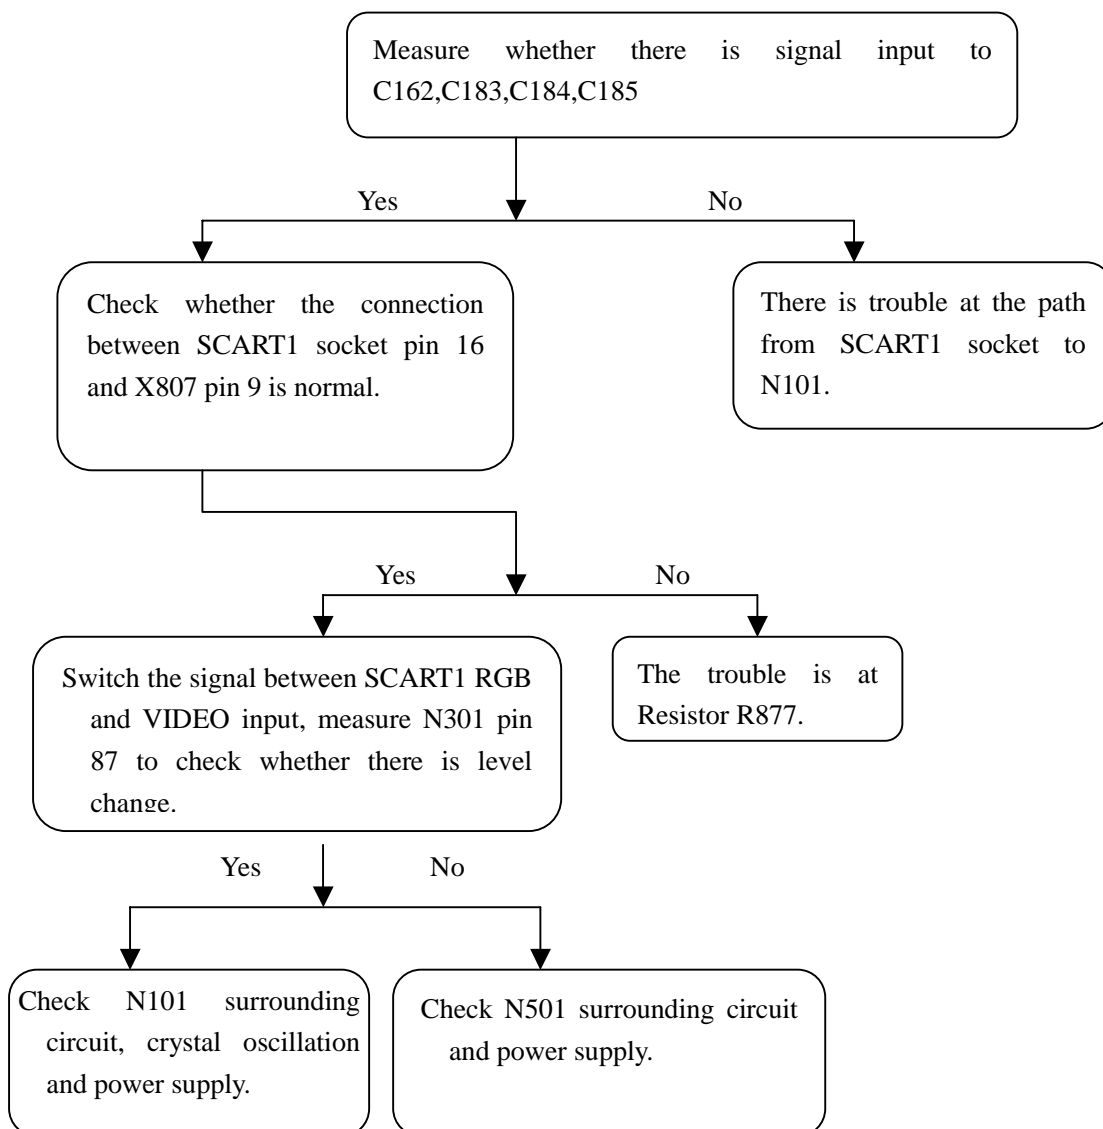 Measure whether there is signal input to
C162,C183,C184,C185
Yes
No
Check whether the connection
between SCART1 socket pin 16
and X807 pin 9 is normal.
There is trouble at the path
from SCART1 socket to
N101.
Yes
No
Switch the signal between SCART1 RGB
and VIDEO input, measure N301 pin
87 to check whether there is level
change.
The trouble is at
Resistor R877.
Yes
No
Check N101 surrounding
circuit, crystal oscillation
and power supply.
Check N501 surrounding circuit
and power supply.